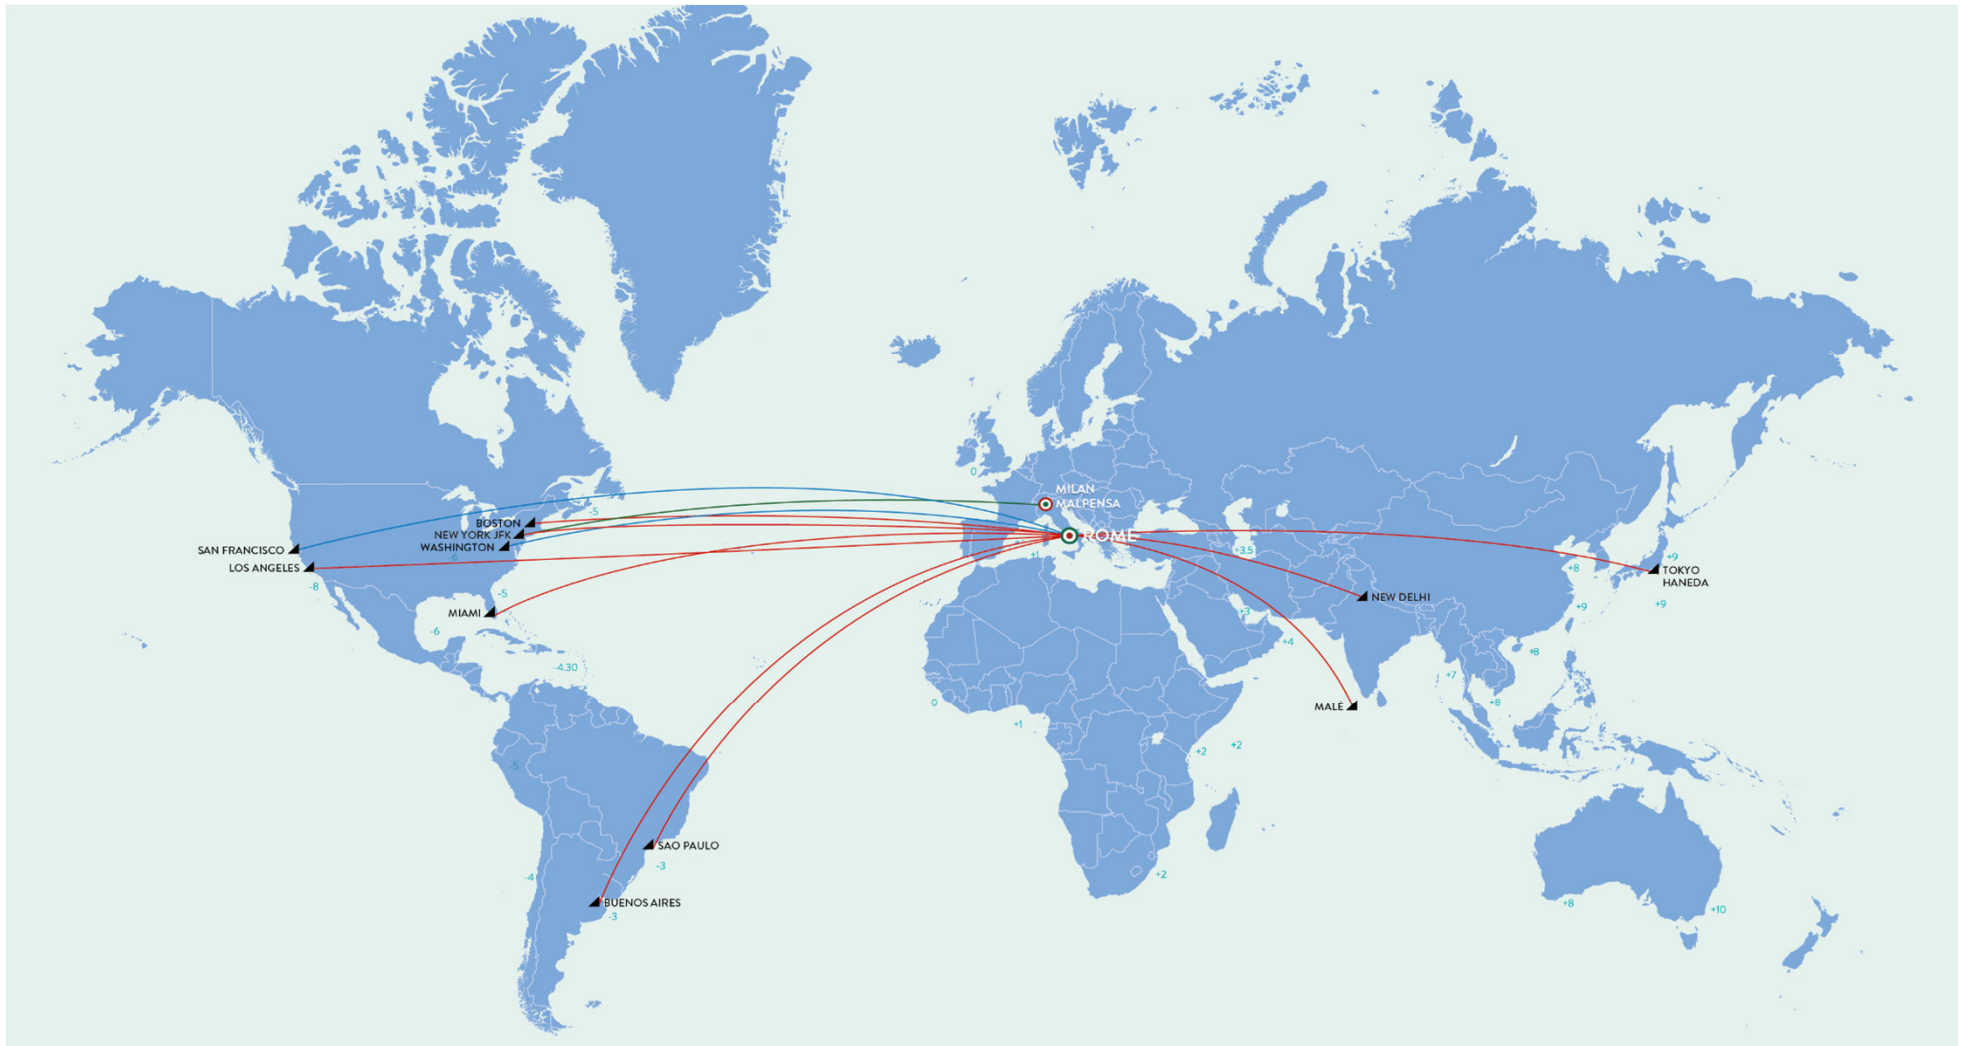 0
MILAN
MALPENSA
-5
BOSTON
NEW YORK JFK
WASHINGTON
ROME
SAN FRANCISCO
-6
+1
+3.5
+9
LOS ANGELES
+8
TOKYO
HANEDA
-8
-5
NEW DELHI
+9
+9
MIAMI
+3
-6
+4
+8
-4.30
+7
0
+8
MALÈ
+1
+2
+2
-5
SAO PAULO
-3
-4
+2
BUENOS AIRES
-3
+8
+10